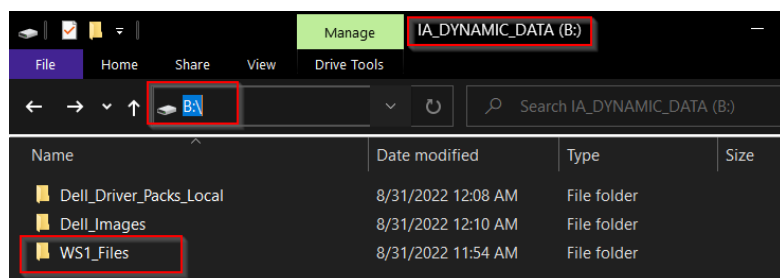 Manage IA_DYNAMIC_DATA (B:)
File Home Share View Drive Tools
B:\ Search IA_DYNAMIC_DATA (B:)
Name Date modified Type Size
Dell_Driver_Packs_Local 8/31/2022 12:08 AM File folder
Dell_Images 8/31/2022 12:10 AM File folder
WS1_Files 8/31/2022 11:54 AM File folder